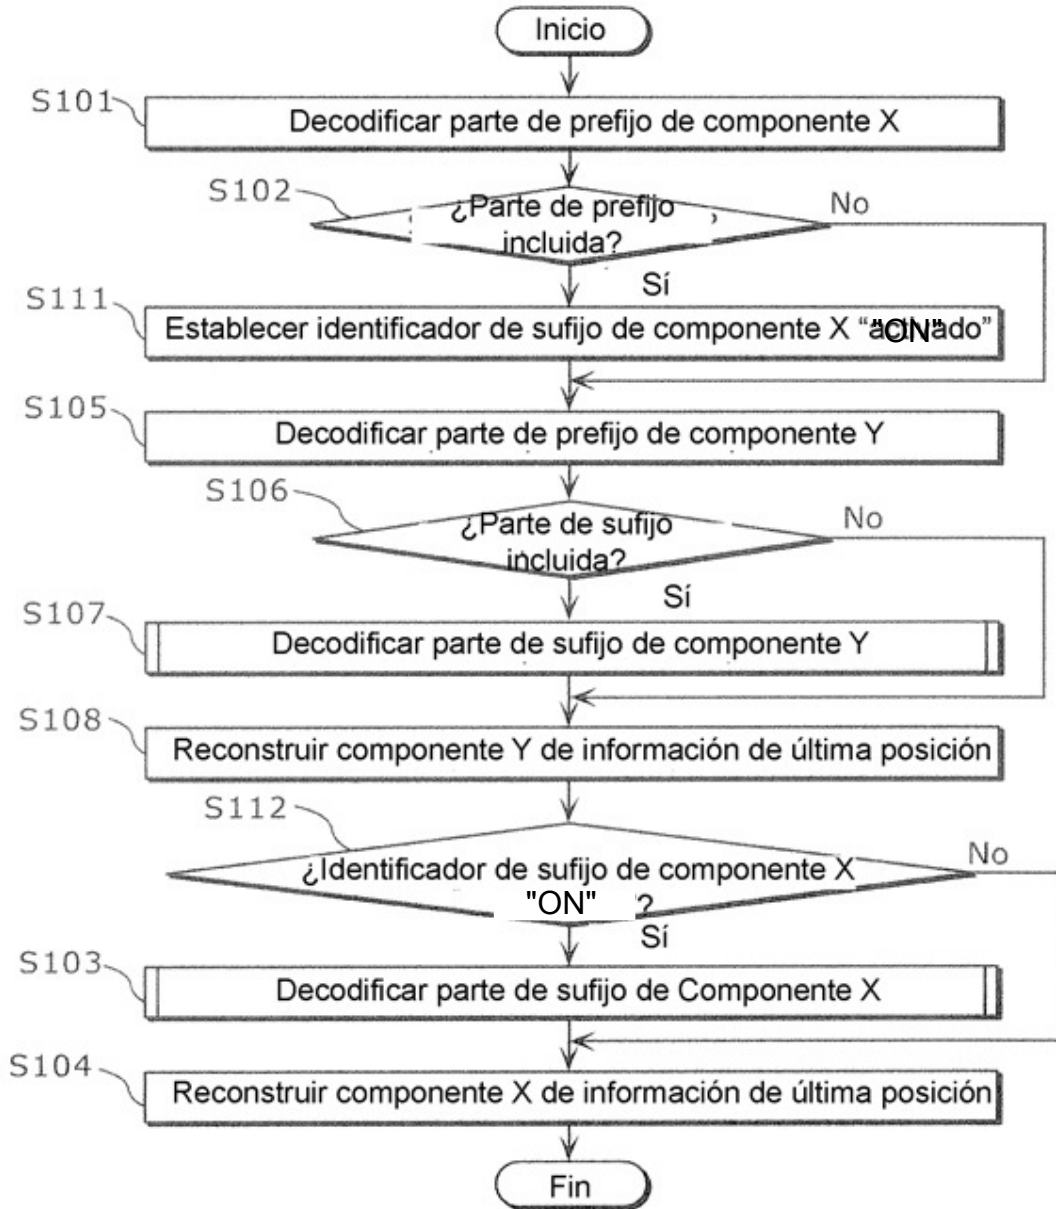 Inicio
S101
Decodificar parte de prefijo de componente X
S102
¿Parte de prefijo
incluida?
No
Sí
S111
Establecer identificador de sufijo de componente X "ON"
S105
Decodificar parte de prefijo de componente Y
S106
¿Parte de sufijo
incluida?
No
Sí
S107
Decodificar parte de sufijo de componente Y
S108
Reconstruir componente Y de información de última posición
S112
¿Identificador de sufijo de componente X
"ON" ?
No
Sí
S103
Decodificar parte de sufijo de Componente X
S104
Reconstruir componente X de información de última posición
Fin